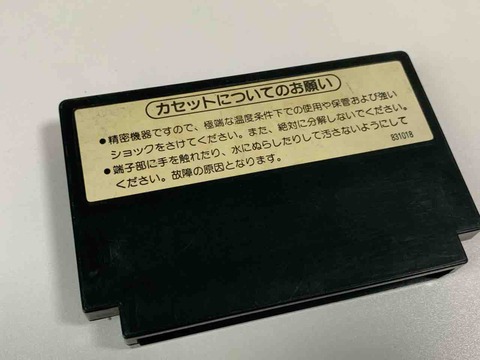 カセットについてのお願い
●精密機器ですので、極端な温度条件下での使用や保管および強い
ショックをさけてください。また、絶対に分解しないでください。
●端子部に手を触れたり、水にぬらしたりして汚さないようにして
ください。故障の原因となります。
831018